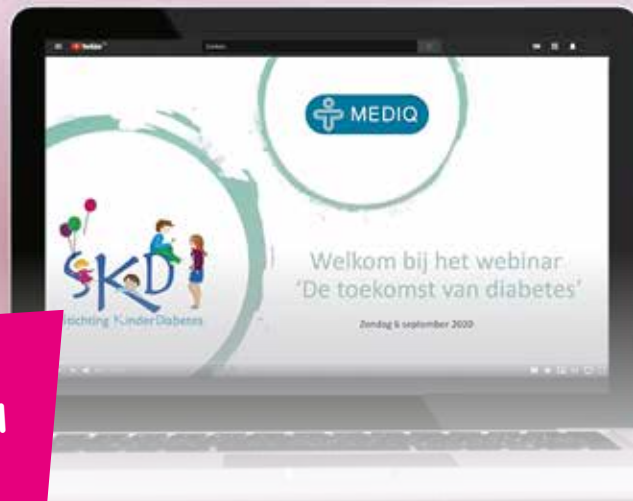 MEDIQ
SKD
Stichting KinderDiabetes
Welkom bij het webinar
'De toekomst van diabetes'
Zondag 6 september 2020